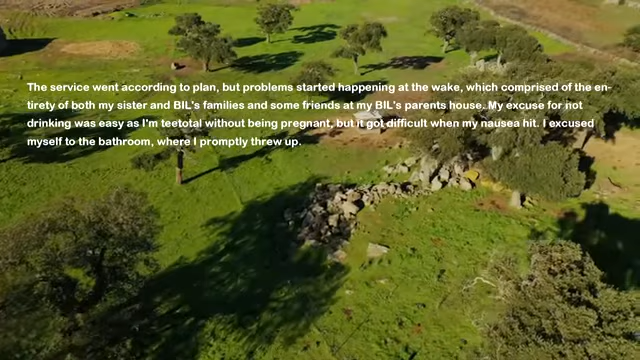 The service went according to plan, but problems started happening at the wake, which comprised of the en-
tirety of both my sister and BIL's families and some friends at my BIL's parents house. My excuse for not
drinking was easy as I'm teetotal without being pregnant, but it got difficult when my nausea hit. I excused
myself to the bathroom, where I promptly threw up.